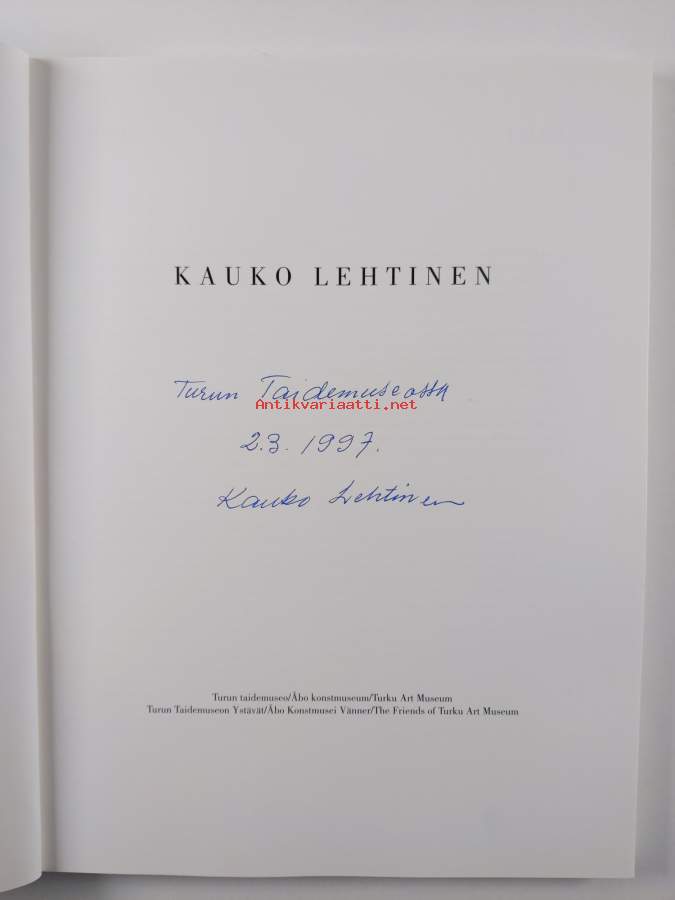 KAUKO LEHTINEN
Turun Taidemuseossa
Antikvariaatti.net
2.3. 1997.
Kauko Lehtinen
Turun taidemuseo/Åbo konstmuseum/Turku Art Museum
Turun Taidemuseon Ystävät/Åbo Konstmusei Vänner/The Friends of Turku Art Museum